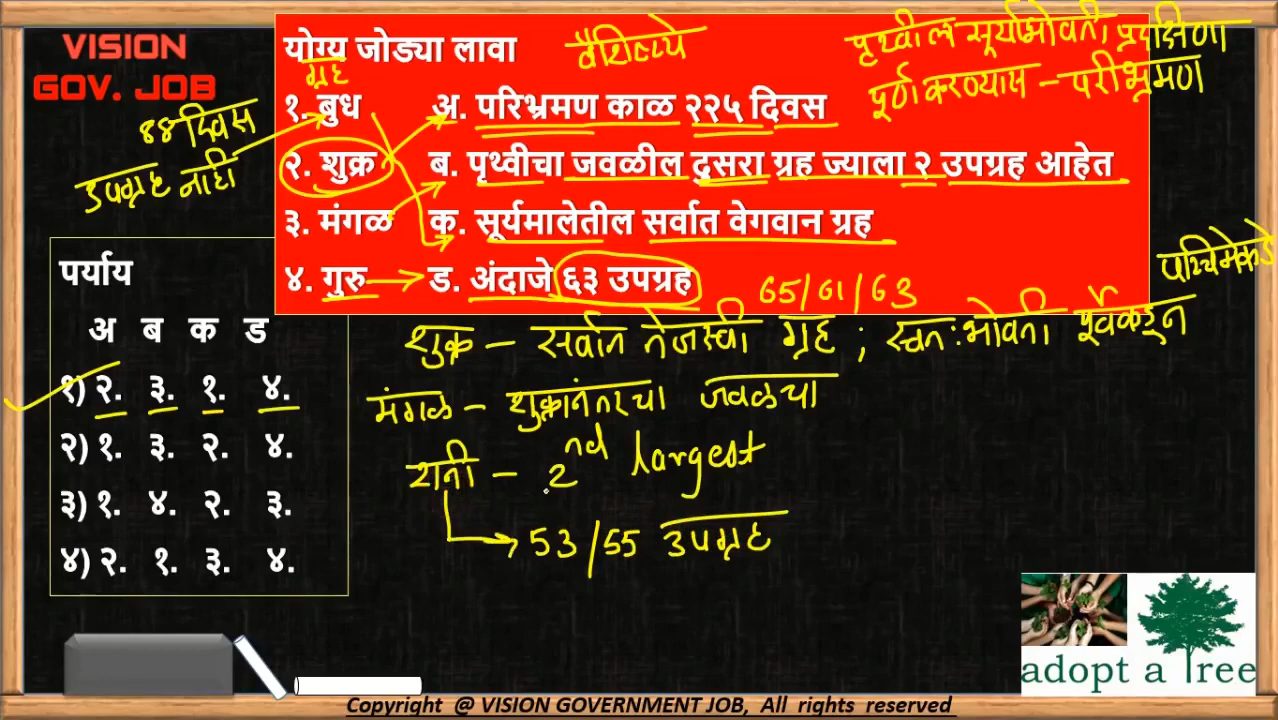 VISION
GOV. JOB
योग्य जोड्या लावा
ग्रह
वैशिष्ट्ये
१. बुध अ. परिभ्रमण काळ २२५ दिवस
२. शुक्र ब. पृथ्वीचा जवळील दुसरा ग्रह ज्याला २ उपग्रह आहेत
३. मंगळ क. सूर्यमालेतील सर्वात वेगवान ग्रह
४. गुरु ड. अंदाजे ६३ उपग्रह
पृथ्वीला सूर्याभोवती प्रदक्षिणा
पूर्ण करण्यास - परीभ्रमण
88 दिवस
उपग्रह नाही
65/61/63
पश्चिमेकडे
पर्याय
अ ब क ड
१) २. ३. १. ४.
२) १. ३. २. ४.
३) १. ४. २. ३.
४) २. १. ३. ४.
शुक्र - सर्वात तेजस्वी ग्रह ; स्वतःभोवती पूर्वेकडून
मंगळ - शुक्रानंतरचा जवळचा
शनी - 2nd largest
53/55 उपग्रह
adopt a Tree
Copyright @ VISION GOVERNMENT JOB, All rights reserved